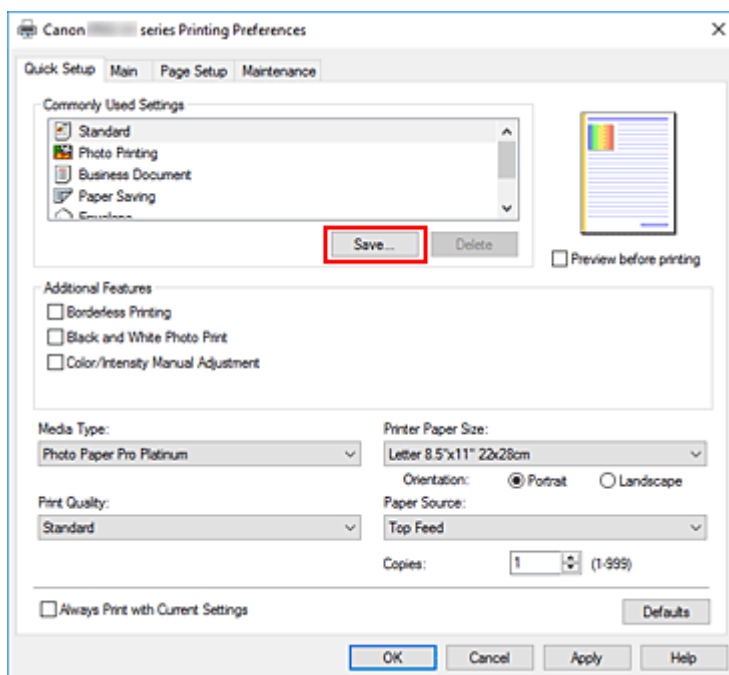 Canon series Printing Preferences
Quick Setup Main Page Setup Maintenance
Commonly Used Settings
Standard
Photo Printing
Business Document
Paper Saving
Envelope
Save... Delete
Preview before printing
Additional Features
Borderless Printing
Black and White Photo Print
Color/Intensity Manual Adjustment
Media Type: Printer Paper Size:
Photo Paper Pro Platinum Letter 8.5"x11" 22x28cm
Orientation: Portrait Landscape
Print Quality: Paper Source:
Standard Top Feed
Copies: 1 (1-999)
Always Print with Current Settings Defaults
OK Cancel Apply Help